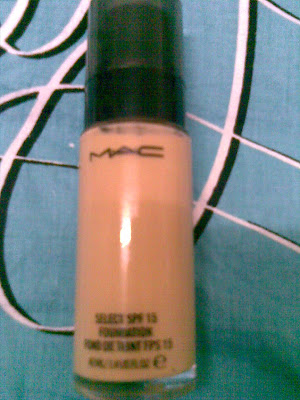 MAC
SELECT SPF 15
FOUNDATION
FOND DE TEINT FPS 15